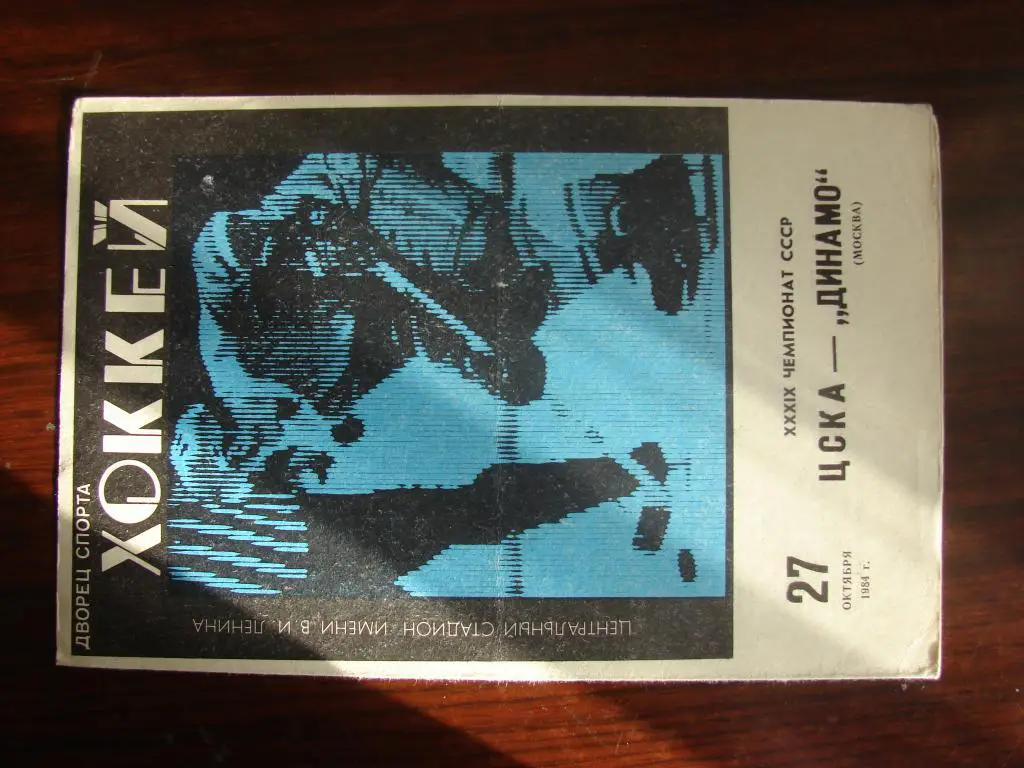 ДВОРЕЦ СПОРТА
ХОККЕЙ
ЦЕНТРАЛЬНЫЙ СТАДИОН ИМЕНИ В. И. ЛЕНИНА
XXXIX ЧЕМПИОНАТ СССР
27
ОКТЯБРЯ
1984 г.
ЦСКА — „ДИНАМО“
(МОСКВА)